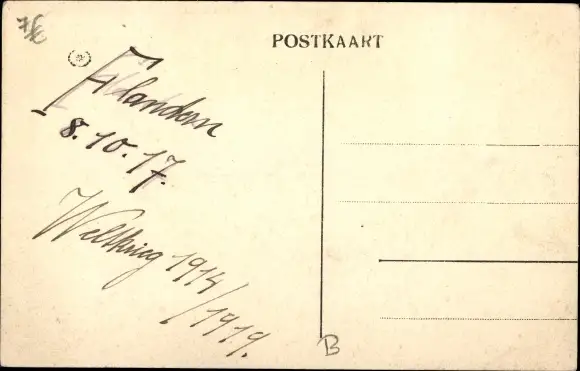 7€
POSTKAART
Flandern
8.10.17.
Weltkrieg 1914
/1919.
B